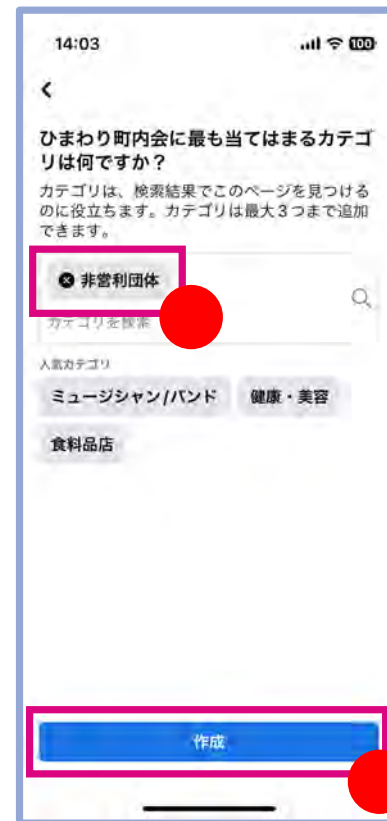 14:03
100
ひまわり町内会に最も当てはまるカテゴ
リは何ですか？
カテゴリは、検索結果でこのページを見つける
のに役立ちます。カテゴリは最大3つまで追加
できます。
非営利団体
カテゴリを検索
人気カテゴリ
ミュージシャン/バンド 健康・美容
食料品店
作成